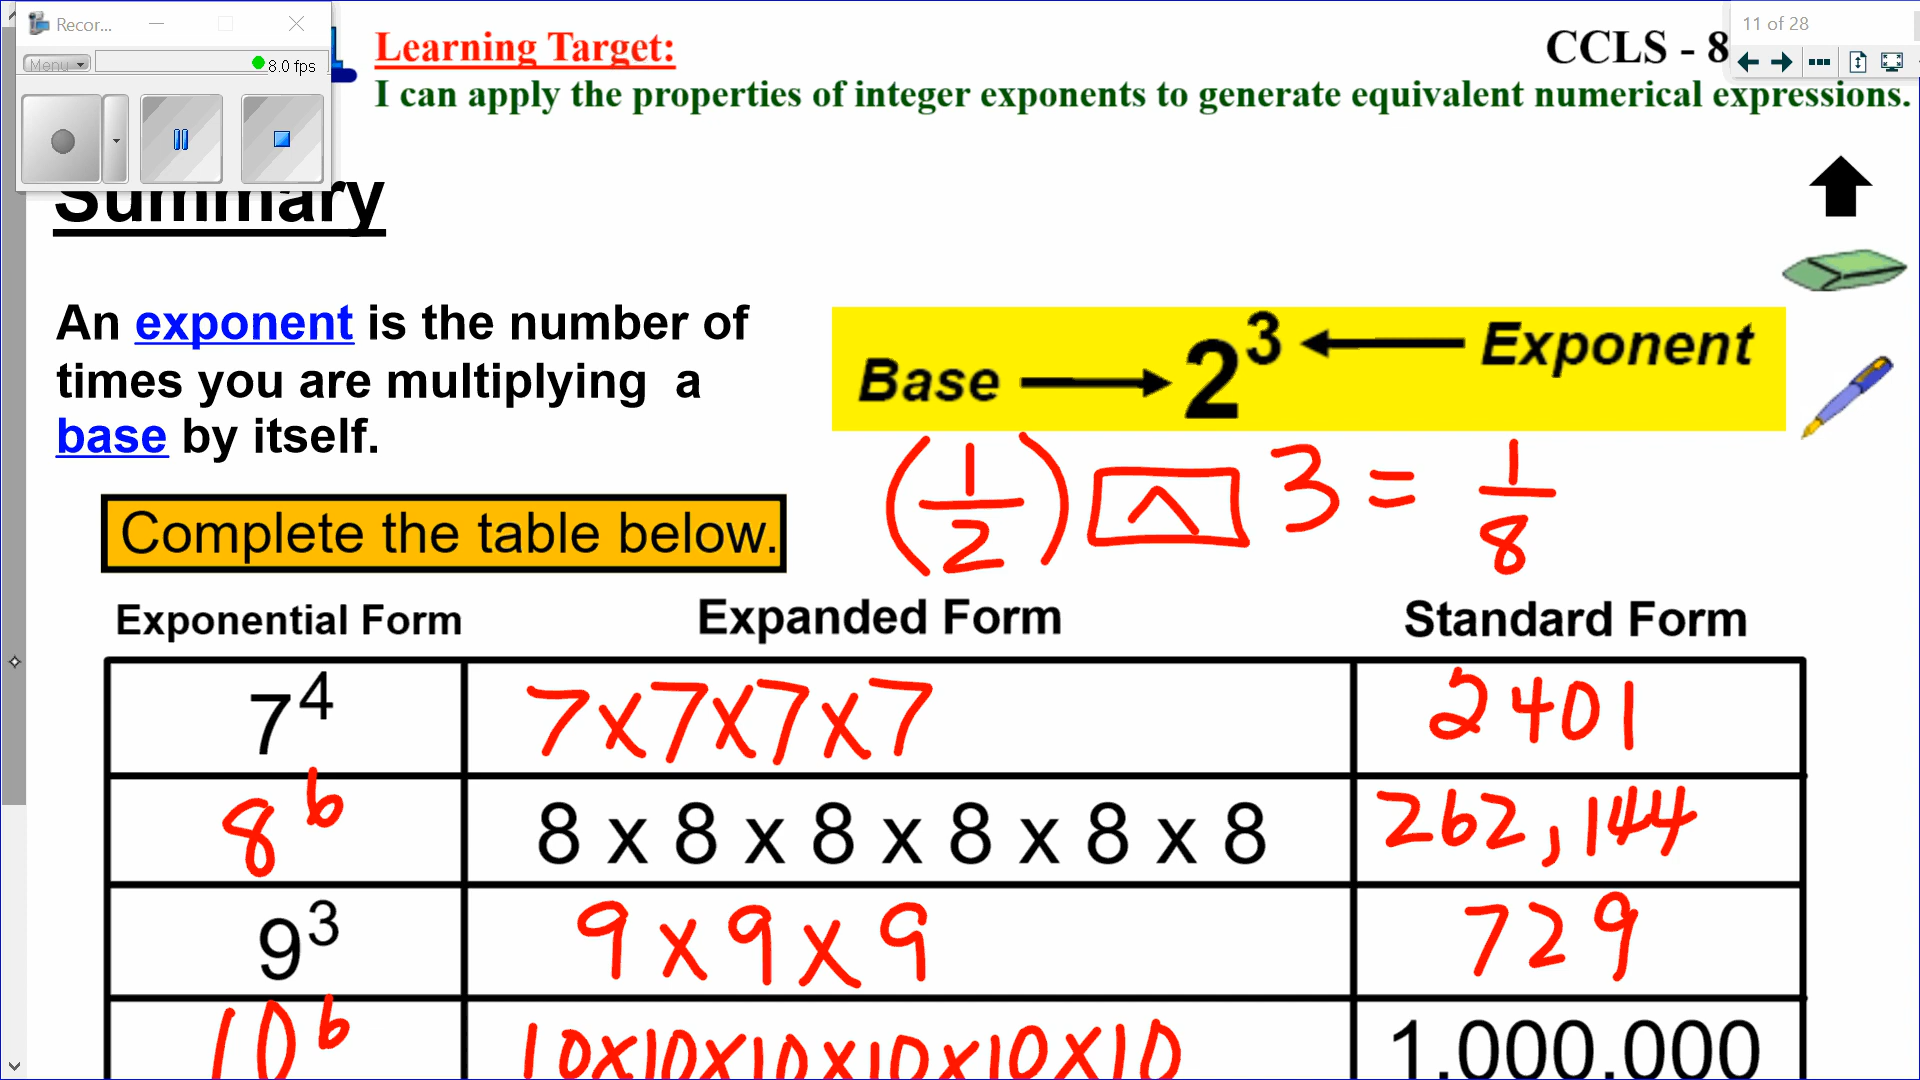 Recor...
11 of 28
Menu
8.0 fps
Learning Target:
CCLS - 8
I can apply the properties of integer exponents to generate equivalent numerical expressions.
Summary
An exponent is the number of
times you are multiplying a
base by itself.
Base → 2³ ← Exponent
(1/2) ^ 3 = 1/8
Complete the table below.
Exponential Form Expanded Form Standard Form
7⁴ 7x7x7x7 2401
8⁶ 8 x 8 x 8 x 8 x 8 x 8 262,144
9³ 9 x 9 x 9 729
10⁶ 10x10x10x10x10x10 1,000,000